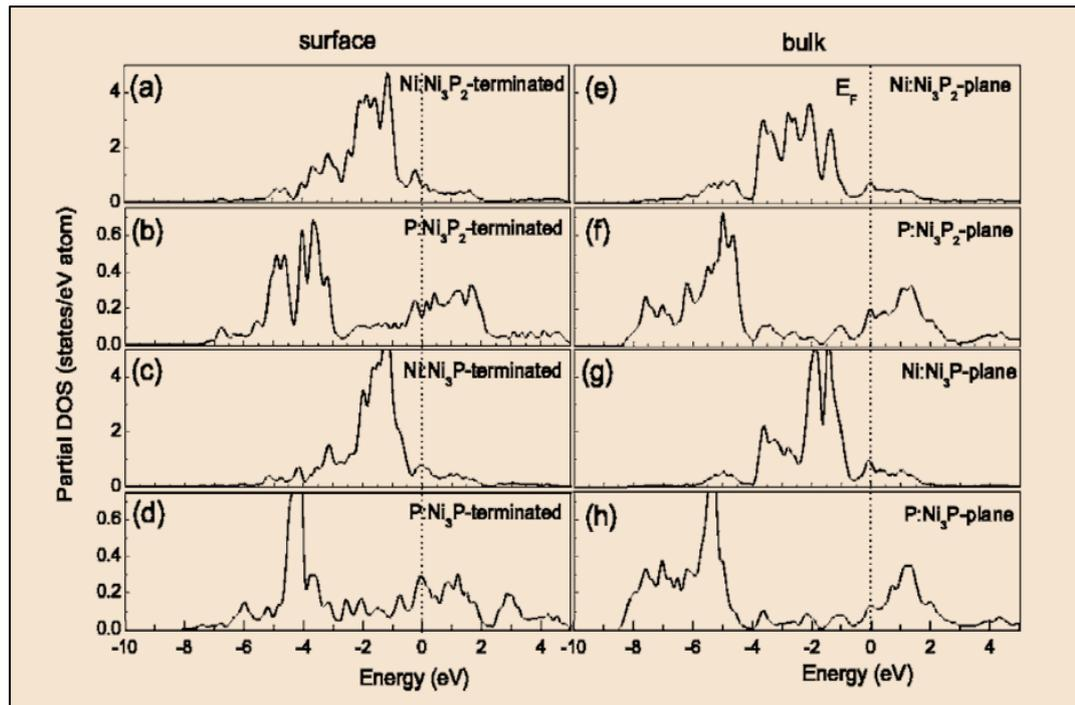 surface
bulk
(a)
Ni:Ni₃P₂-terminated
4
2
0
(e)
E_F
Ni:Ni₃P₂-plane
(b)
P:Ni₃P₂-terminated
0.6
0.4
0.2
0.0
(f)
P:Ni₃P₂-plane
(c)
Ni:Ni₃P-terminated
4
2
0
(g)
Ni:Ni₃P-plane
(d)
P:Ni₃P-terminated
0.6
0.4
0.2
0.0
(h)
P:Ni₃P-plane
Partial DOS (states/eV atom)
-10 -8 -6 -4 -2 0 2 4
-10 -8 -6 -4 -2 0 2 4
Energy (eV)
Energy (eV)